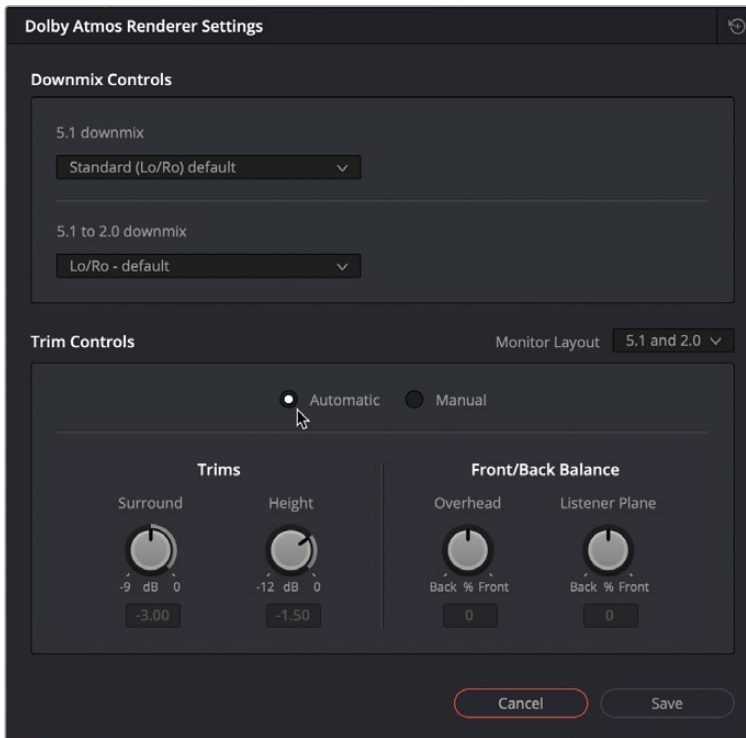 Dolby Atmos Renderer Settings
Downmix Controls
5.1 downmix
Standard (Lo/Ro) default
5.1 to 2.0 downmix
Lo/Ro - default
Trim Controls
Monitor Layout 5.1 and 2.0
Automatic Manual
Trims Front/Back Balance
Surround Height Overhead Listener Plane
-9 dB 0 -12 dB 0 Back % Front Back % Front
-3.00 -1.50 0 0
Cancel Save